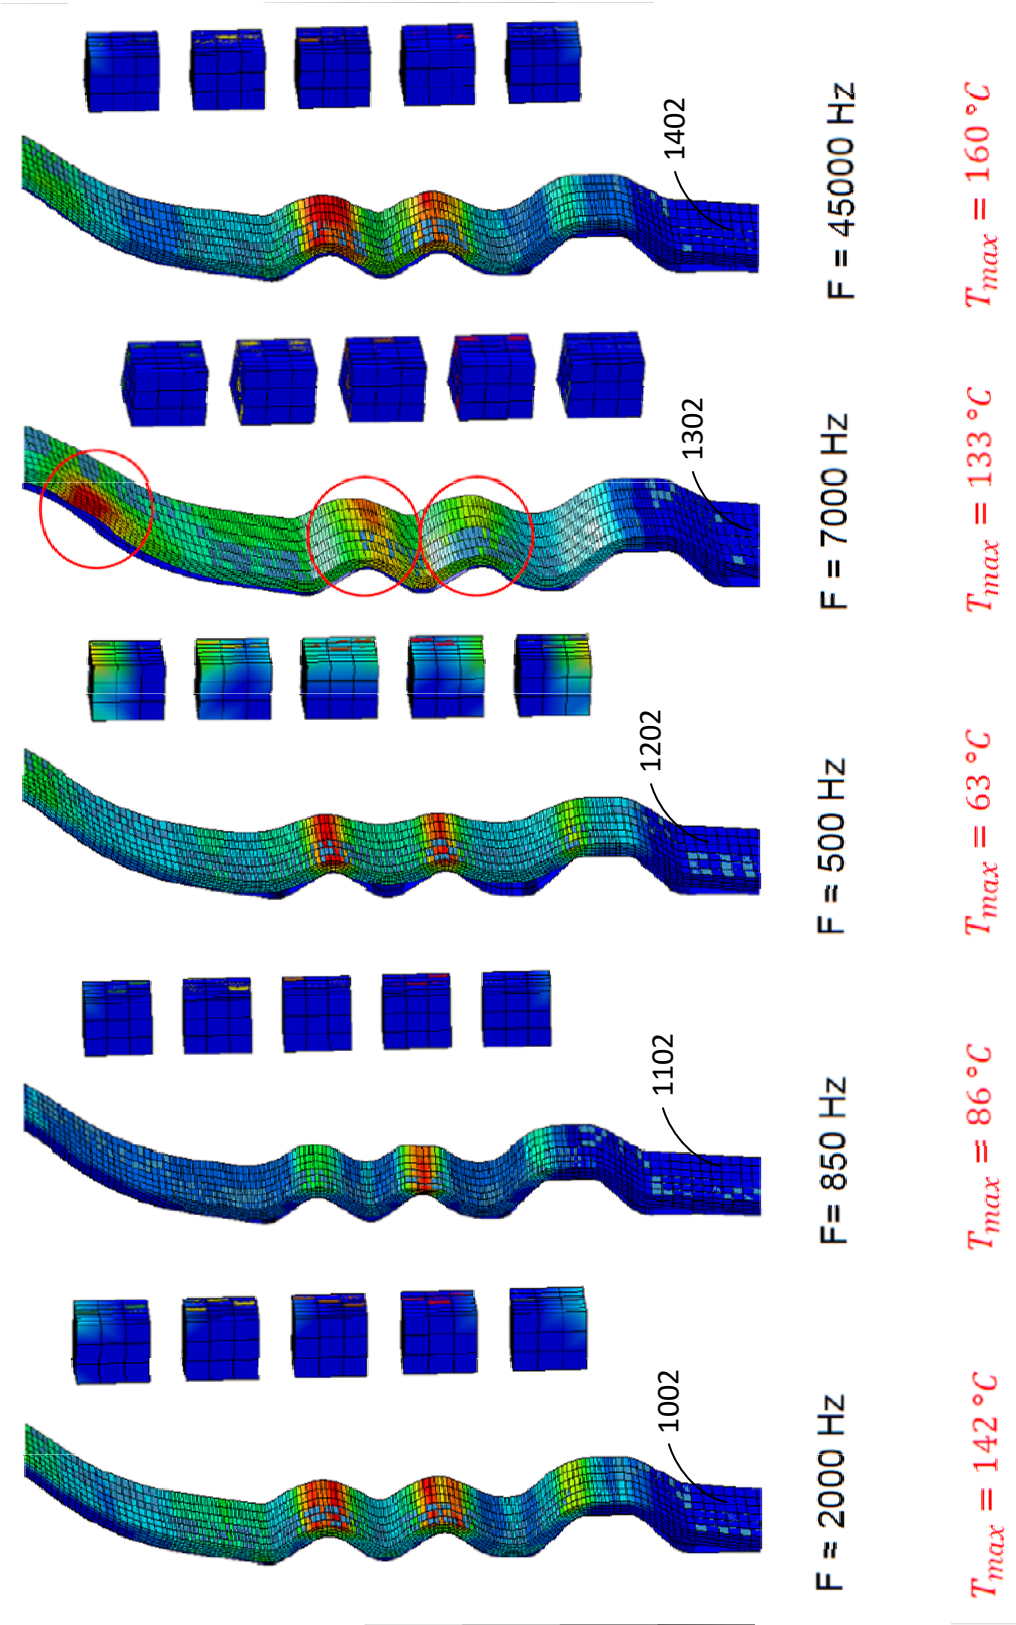 1002
1102
1202
1302
1402
F = 2000 Hz
F= 850 Hz
F = 500 Hz
F = 7000 Hz
F = 45000 Hz
Tmax = 142 °C
Tmax = 86 °C
Tmax = 63 °C
Tmax = 133 °C
Tmax = 160 °C